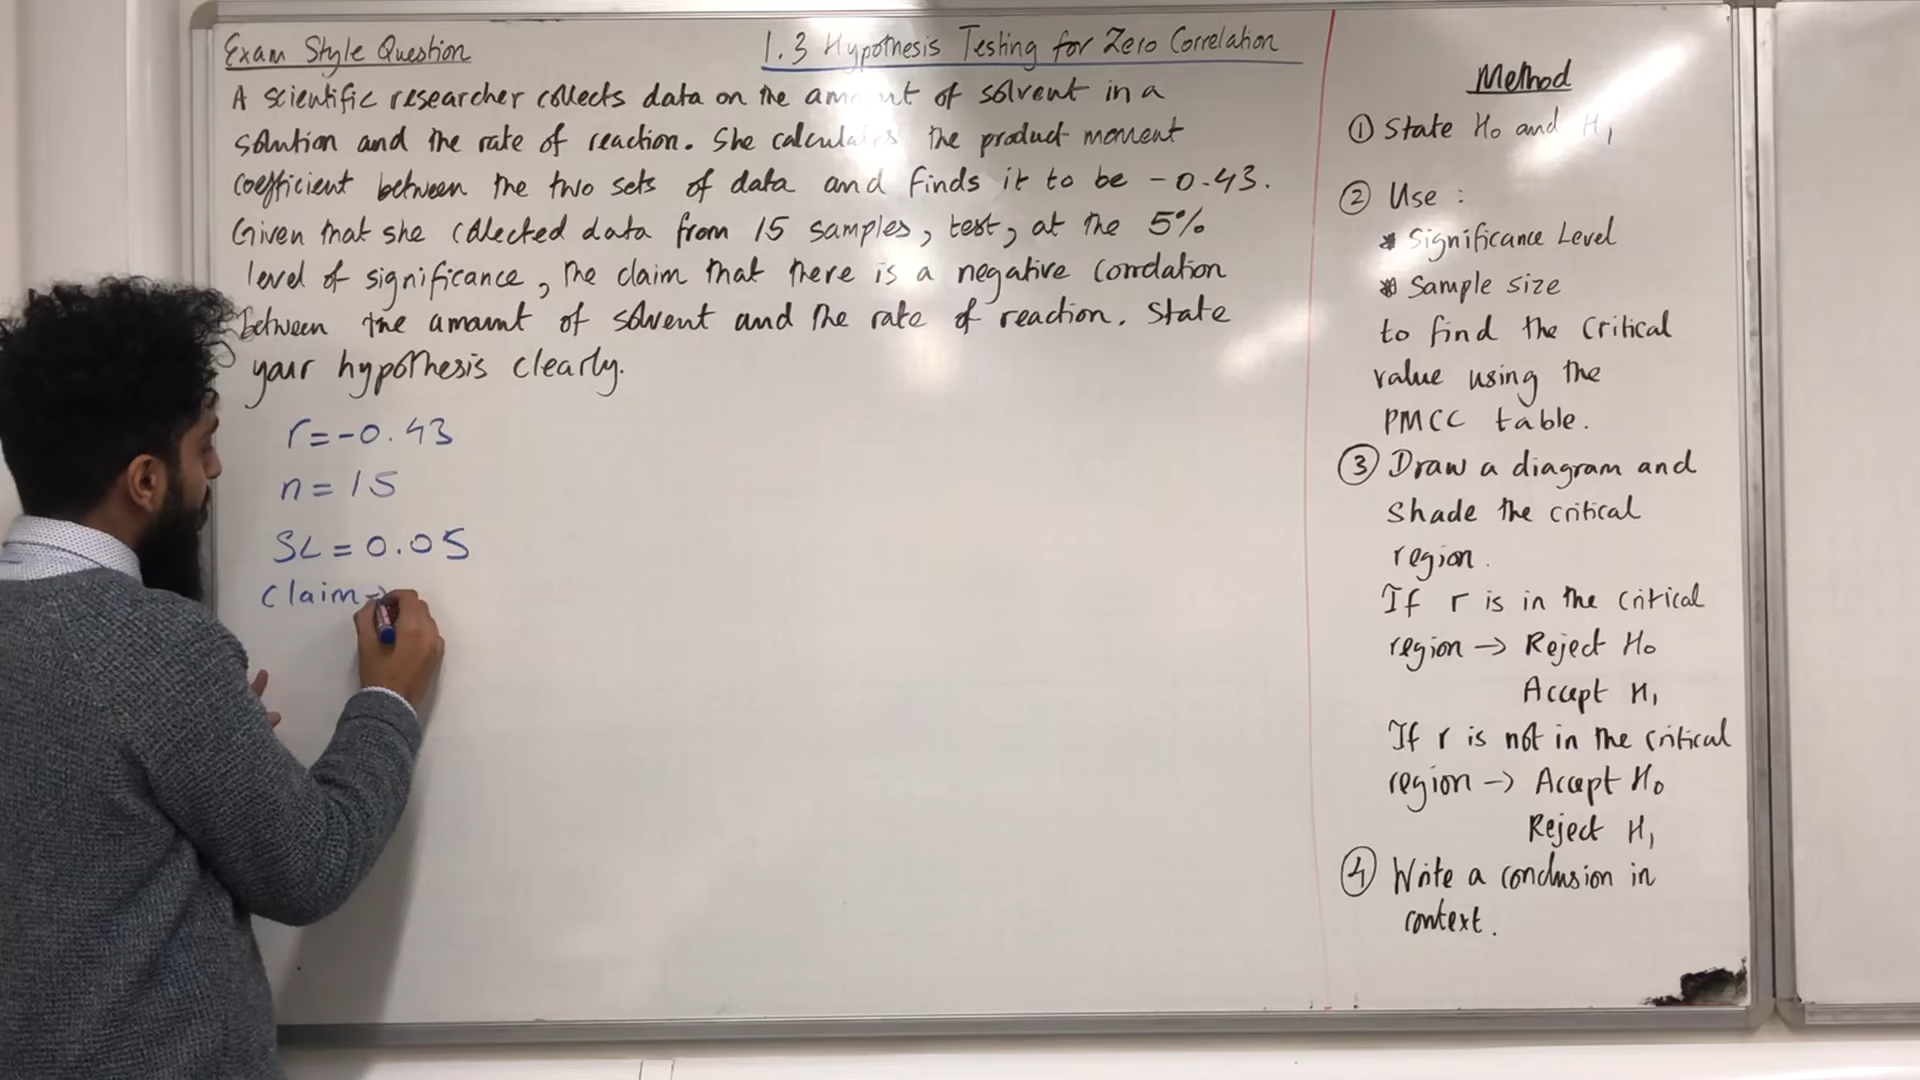 Exam Style Question
1.3 Hypothesis Testing for Zero Correlation
A scientific researcher collects data on the amount of solvent in a
solution and the rate of reaction. She calculates the product moment
coefficient between the two sets of data and finds it to be -0.43.
Given that she collected data from 15 samples, test, at the 5%
level of significance, the claim that there is a negative correlation
between the amount of solvent and the rate of reaction. State
your hypothesis clearly.
r=-0.43
n=15
SL=0.05
Claim→
Method
① State H₀ and H₁
② Use :
* Significance Level
* Sample size
to find the critical
value using the
PMCC table.
③ Draw a diagram and
Shade the critical
region.
If r is in the critical
region → Reject H₀
Accept H₁
If r is not in the critical
region → Accept H₀
Reject H₁
④ Write a conclusion in
context.